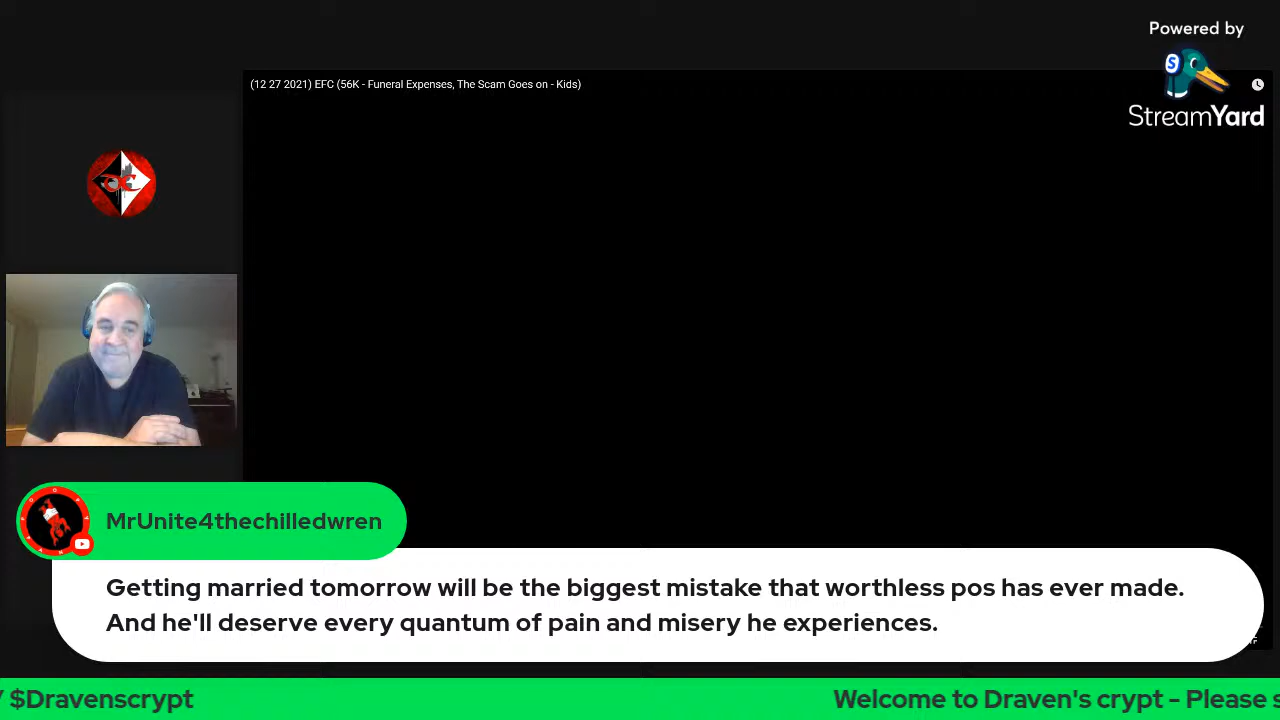 Powered by
StreamYard
(12 27 2021) EFC (56K - Funeral Expenses, The Scam Goes on - Kids)
MrUnite4thechilledwren
Getting married tomorrow will be the biggest mistake that worthless pos has ever made.
And he'll deserve every quantum of pain and misery he experiences.
/ $Dravenscrypt
Welcome to Draven's crypt - Please s